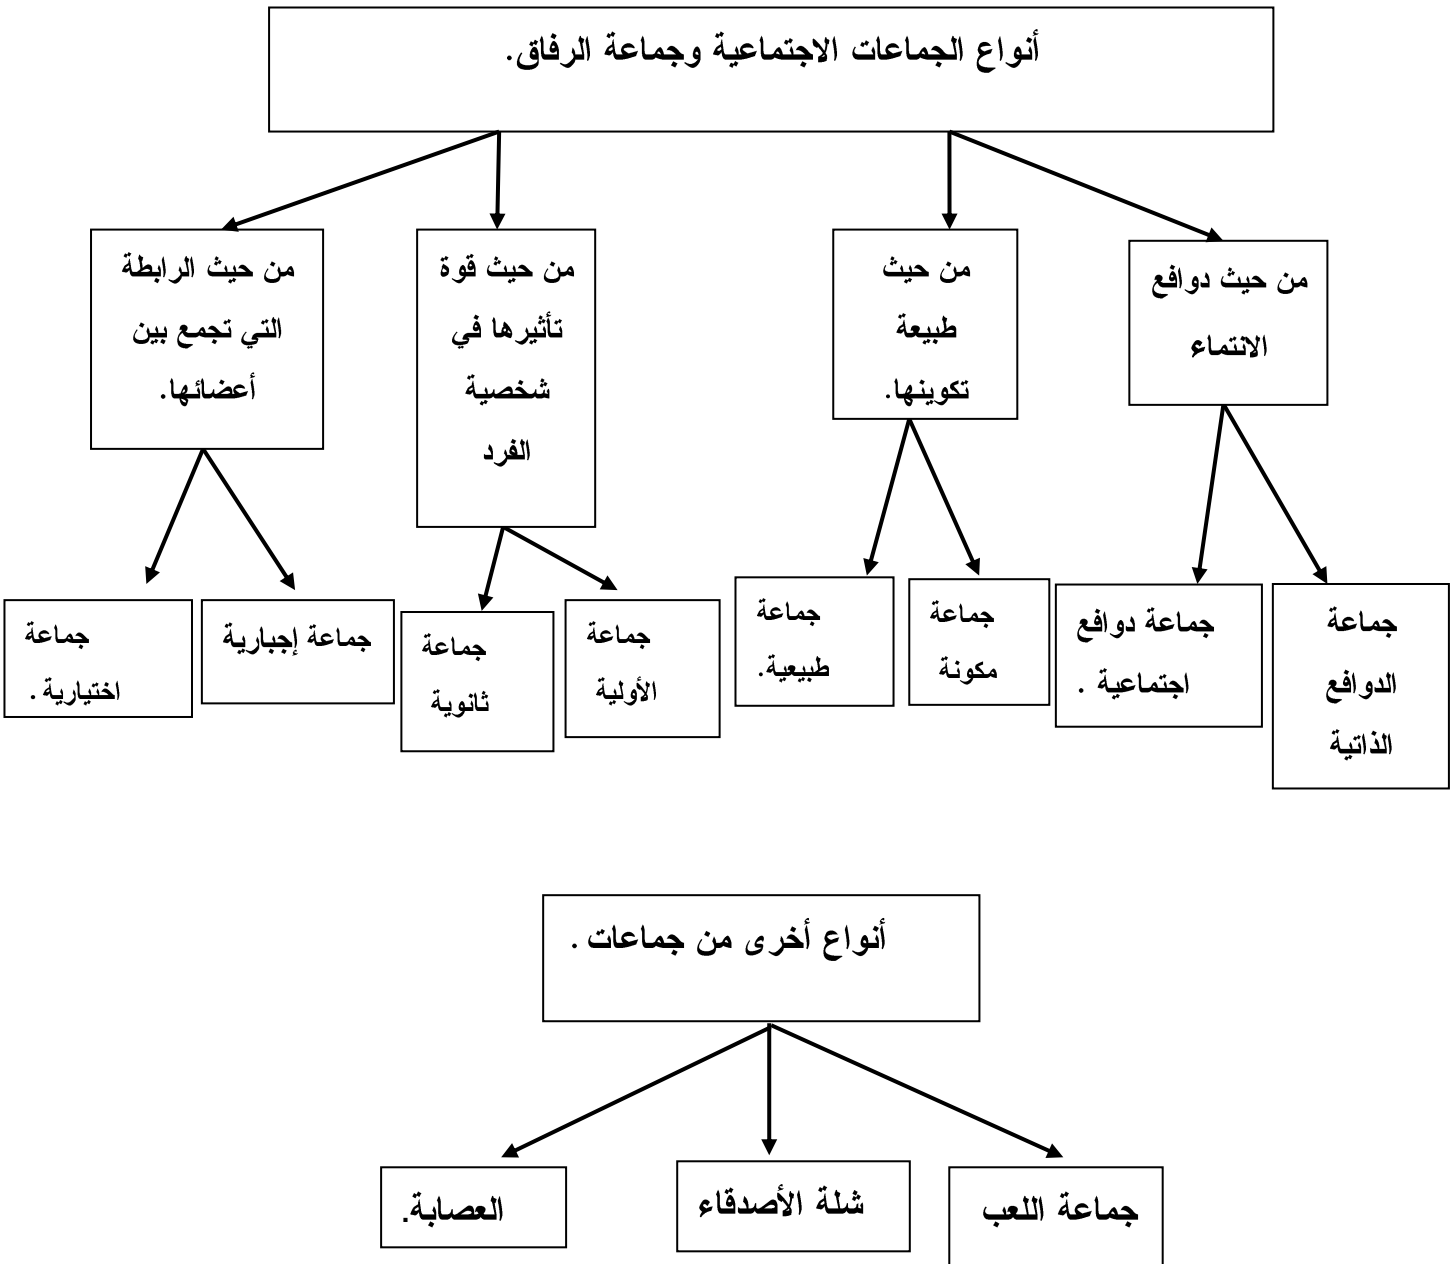 أنواع الجماعات الاجتماعية وجماعة الرفاق.
من حيث دوافع
الانتماء
من حيث
طبيعة
تكوينها.
من حيث قوة
تأثيرها في
شخصية
الفرد
من حيث الرابطة
التي تجمع بين
أعضائها.
جماعة
الدوافع
الذاتية
جماعة دوافع
اجتماعية .
جماعة
مكونة
جماعة
طبيعية.
جماعة
الأولية
جماعة
ثانوية
جماعة إجبارية
جماعة
اختيارية .
أنواع أخرى من جماعات .
جماعة اللعب
شلة الأصدقاء
العصابة.